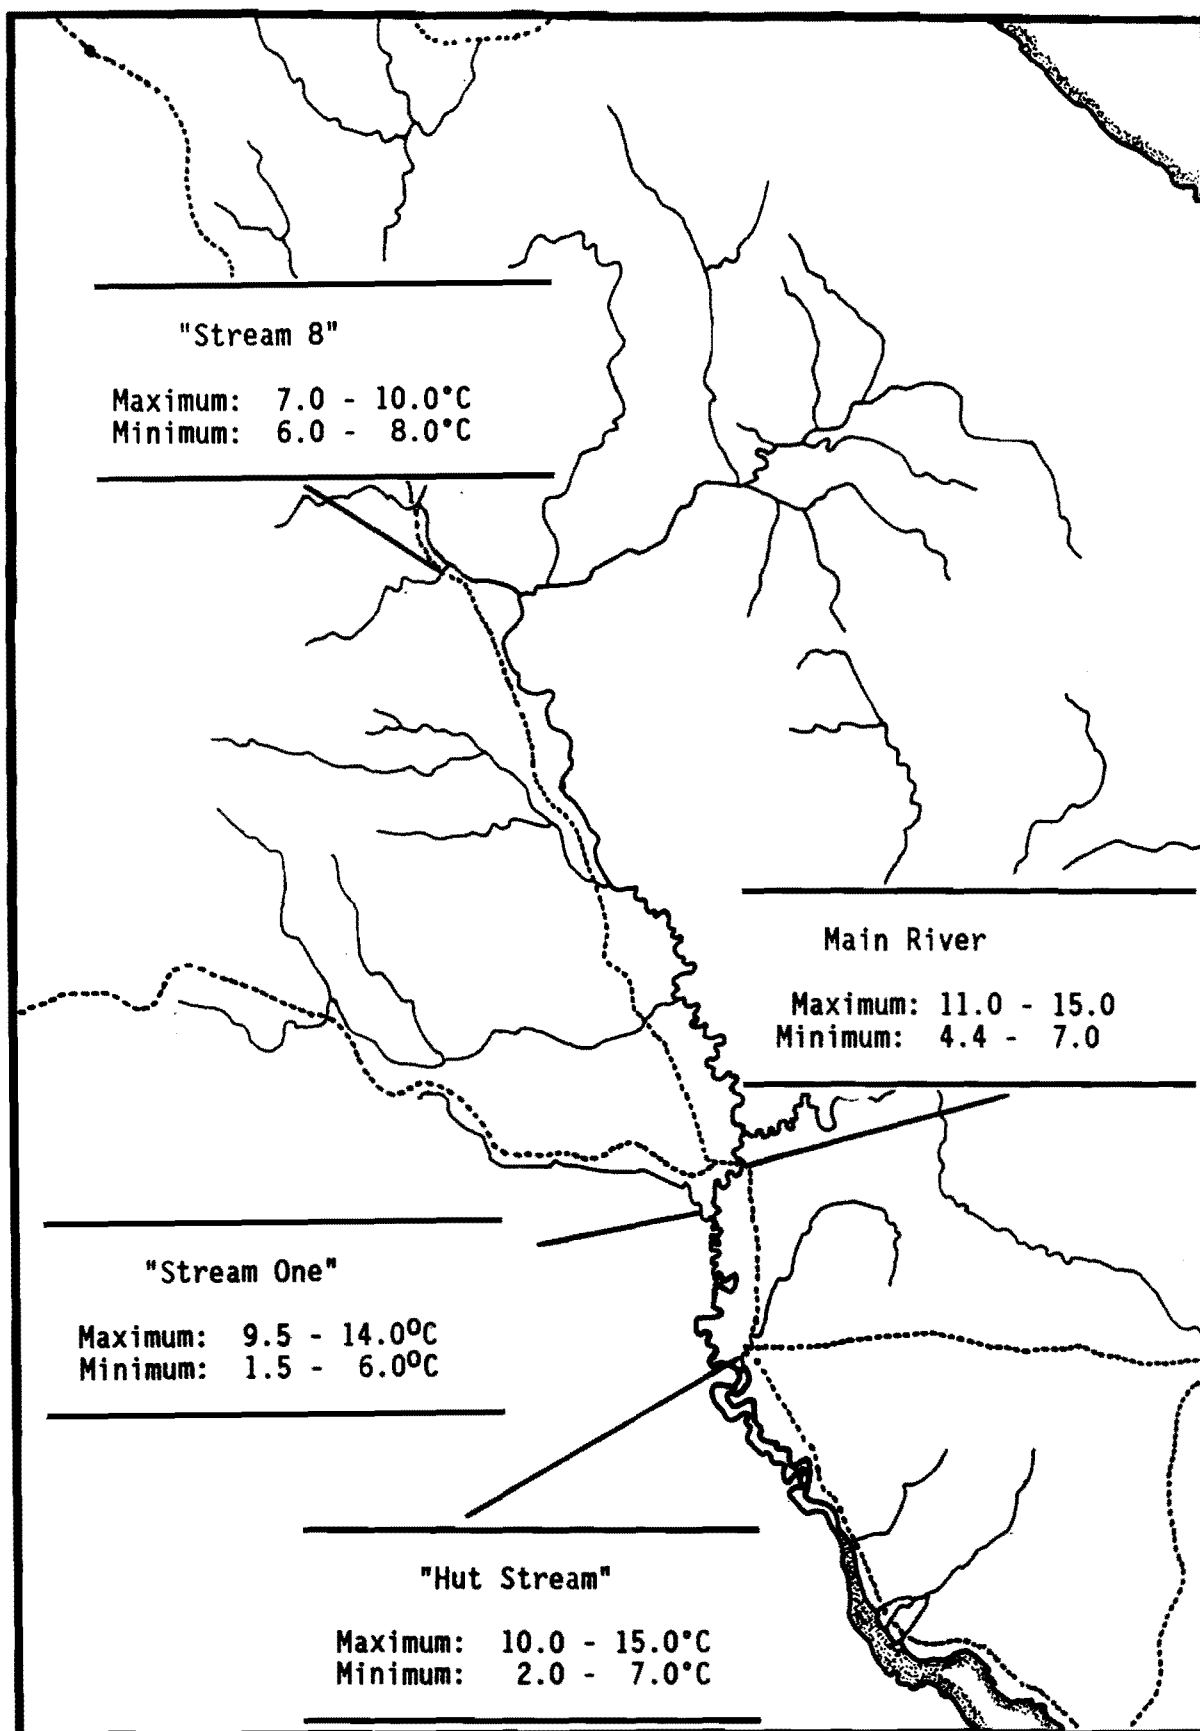 "Stream 8"
Maximum: 7.0 - 10.0°C
Minimum: 6.0 - 8.0°C
Main River
Maximum: 11.0 - 15.0
Minimum: 4.4 - 7.0
"Stream One"
Maximum: 9.5 - 14.0ºC
Minimum: 1.5 - 6.0ºC
"Hut Stream"
Maximum: 10.0 - 15.0°C
Minimum: 2.0 - 7.0°C